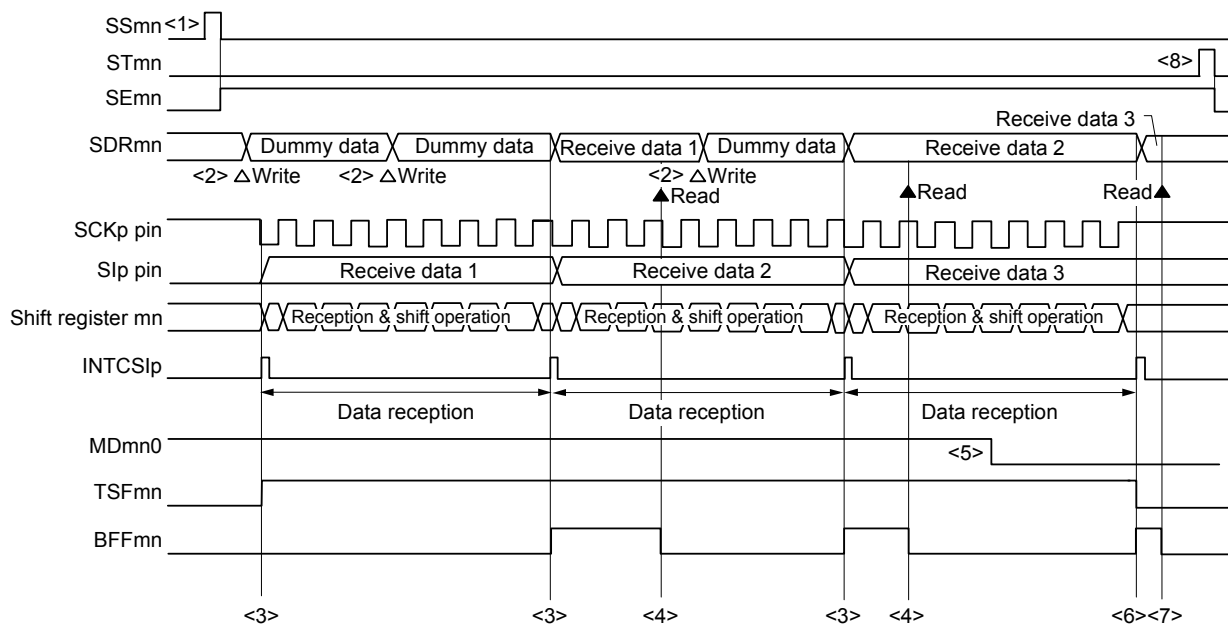 SSmn <1>
STmn <8>
SEmn
Receive data 3
SDRmn Dummy data Dummy data Receive data 1 Dummy data Receive data 2
<2> △Write <2> △Write <2> △Write
▲Read ▲Read Read▲
SCKp pin
SIp pin Receive data 1 Receive data 2 Receive data 3
Shift register mn Reception & shift operation Reception & shift operation Reception & shift operation
INTCSIp
Data reception Data reception Data reception
MDmn0 <5>
TSFmn
BFFmn
<3> <3> <4> <3> <4> <6> <7>